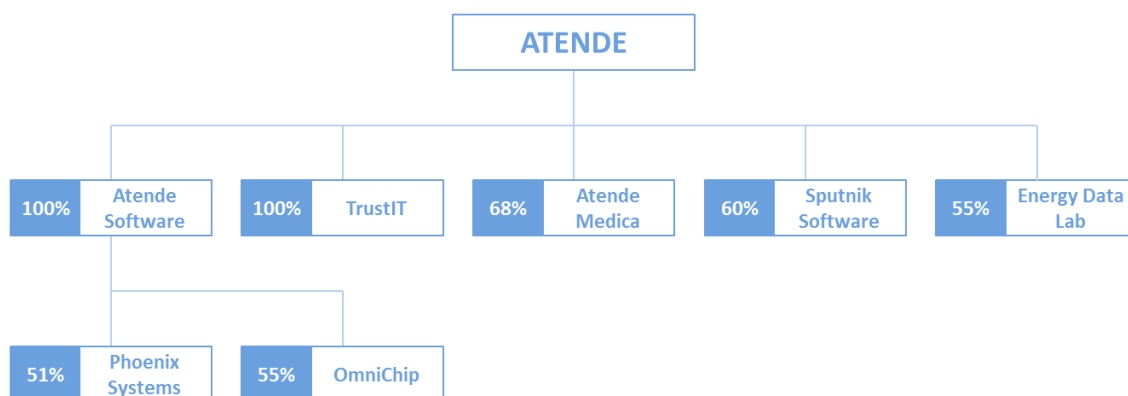 ATENDE
100%
Atende
Software
100%
TrustIT
68%
Atende
Medica
60%
Sputnik
Software
55%
Energy Data
Lab
51%
Phoenix
Systems
55%
OmniChip